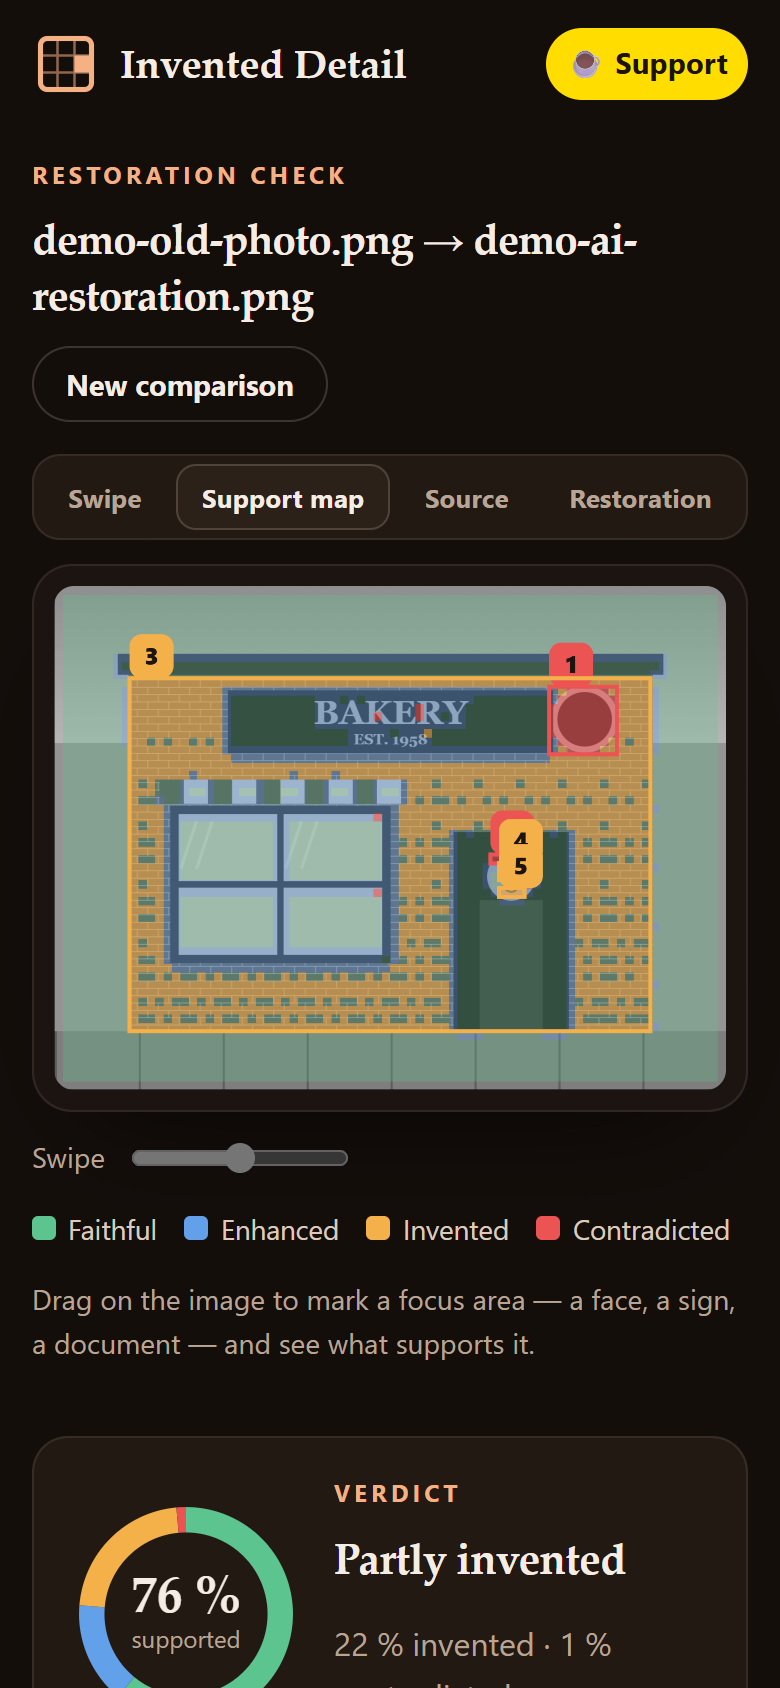 Invented Detail
Support
RESTORATION CHECK
demo-old-photo.png → demo-ai-
restoration.png
New comparison
Swipe
Support map
Source
Restoration
3
1
BAKERY
EST. 1958
4
5
Swipe
Faithful
Enhanced
Invented
Contradicted
Drag on the image to mark a focus area — a face, a sign,
a document — and see what supports it.
VERDICT
Partly invented
76 %
supported
22 % invented · 1 %